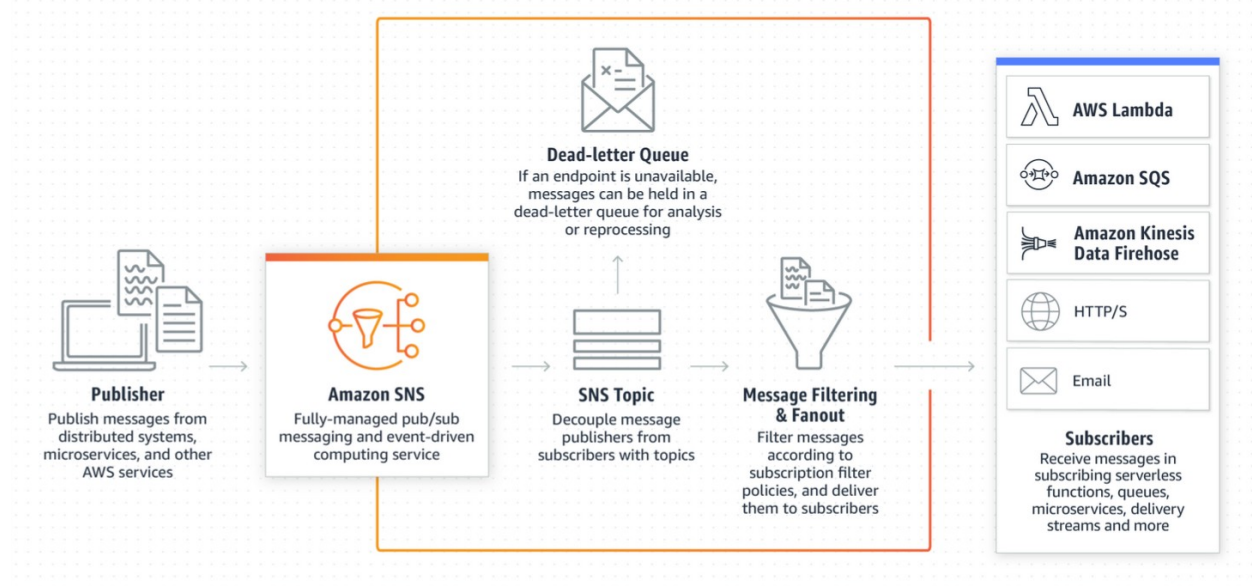 Dead-letter Queue
If an endpoint is unavailable,
messages can be held in a
dead-letter queue for analysis
or reprocessing
Publisher
Publish messages from
distributed systems,
microservices, and other
AWS services
Amazon SNS
Fully-managed pub/sub
messaging and event-driven
computing service
SNS Topic
Decouple message
publishers from
subscribers with topics
Message Filtering
& Fanout
Filter messages
according to
subscription filter
policies, and deliver
them to subscribers
AWS Lambda
Amazon SQS
Amazon Kinesis
Data Firehose
HTTP/S
Email
Subscribers
Receive messages in
subscribing serverless
functions, queues,
microservices, delivery
streams and more